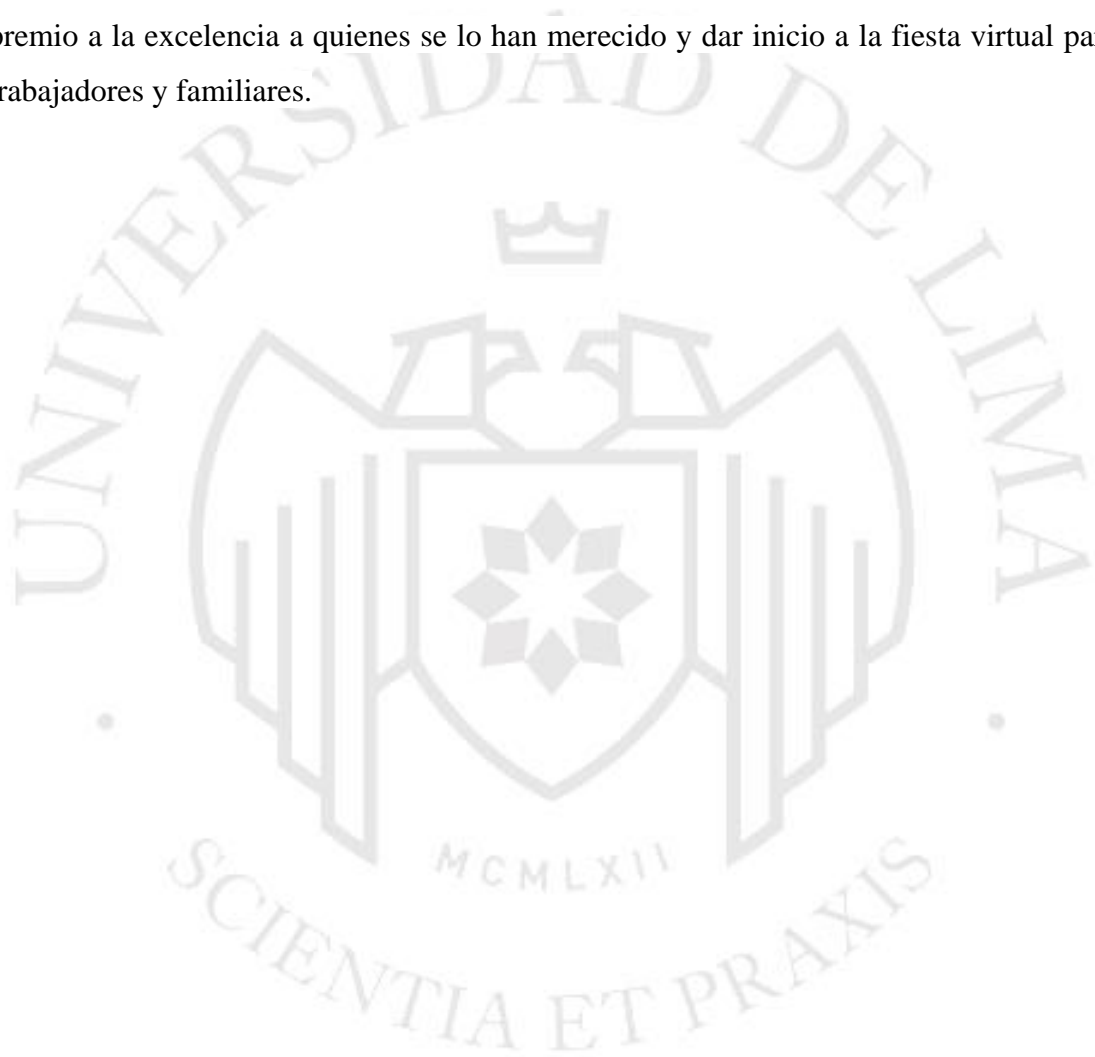 premio a la excelencia a quienes se lo han merecido y dar inicio a la fiesta virtual par
trabajadores y familiares.
UNIVERSIDAD DE LIMA
MCMLXII
SCIENTIA ET PRAXIS